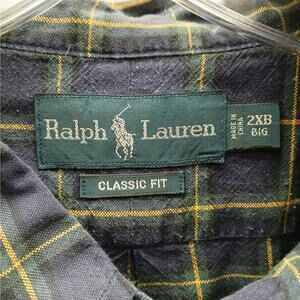 Ralph Lauren
CLASSIC FIT
MADE IN
CHINA
2XB
BIG